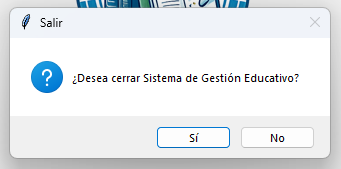 Salir
¿Desea cerrar Sistema de Gestión Educativo?
Sí
No